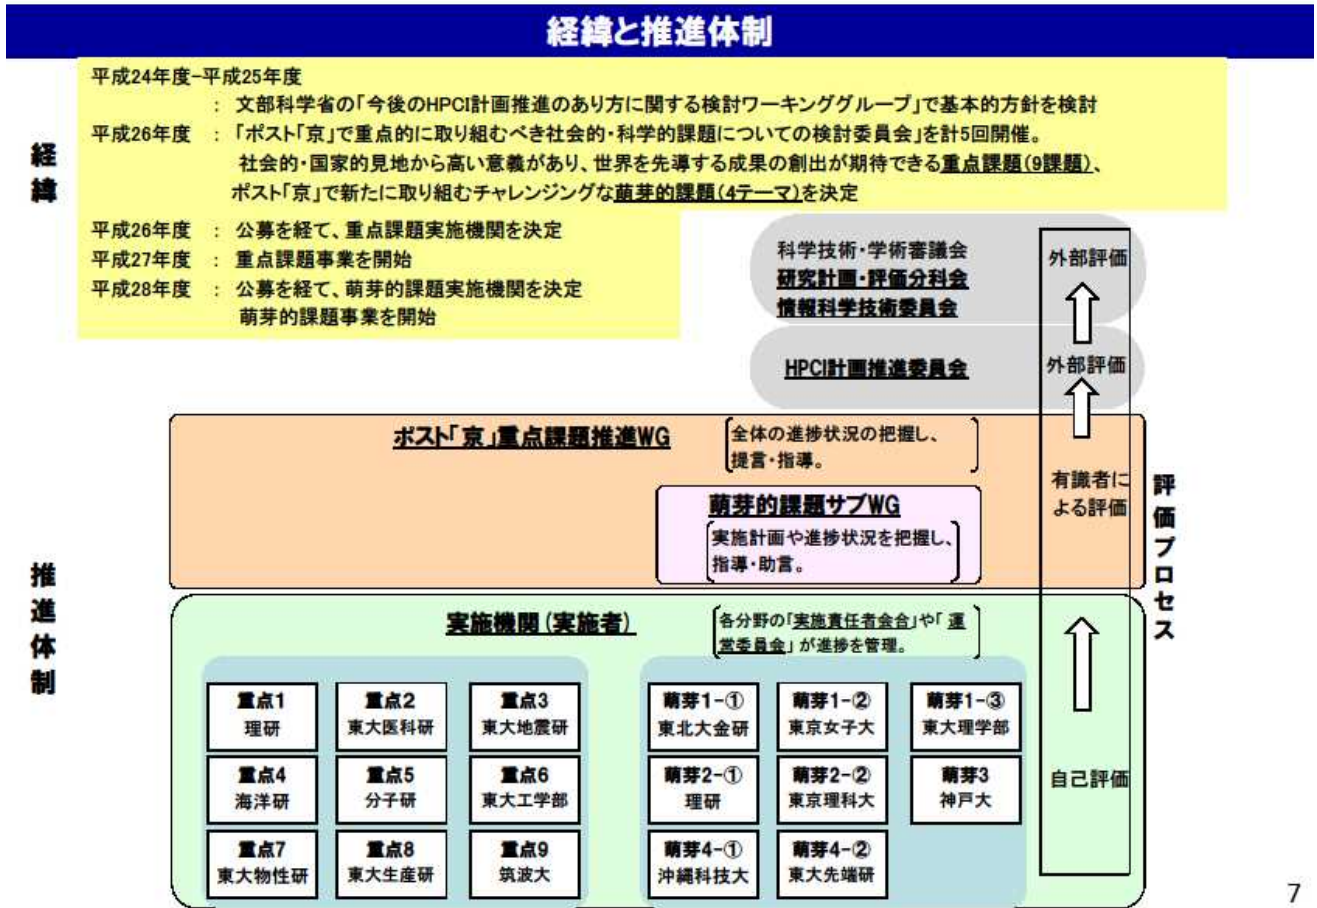 経緯と推進体制
経緯
平成24年度-平成25年度
： 文部科学省の「今後のHPCI計画推進のあり方に関する検討ワーキンググループ」で基本的方針を検討
平成26年度 ：「ポスト「京」で重点的に取り組むべき社会的・科学的課題についての検討委員会」を計5回開催。
社会的・国家的見地から高い意義があり、世界を先導する成果の創出が期待できる重点課題(9課題)、
ポスト「京」で新たに取り組むチャレンジングな萌芽的課題(4テーマ)を決定
平成26年度 ： 公募を経て、重点課題実施機関を決定
平成27年度 ： 重点課題事業を開始
平成28年度 ： 公募を経て、萌芽的課題実施機関を決定
萌芽的課題事業を開始
科学技術・学術審議会
研究計画・評価分科会
情報科学技術委員会
外部評価
HPCI計画推進委員会
外部評価
推進体制
ポスト「京」重点課題推進WG
全体の進捗状況の把握し、
提言・指導。
萌芽的課題サブWG
実施計画や進捗状況を把握し、
指導・助言。
有識者に
よる評価
評価プロセス
実施機関(実施者)
各分野の「実施責任者会合」や「運
営委員会」が進捗を管理。
重点1
理研
重点2
東大医科研
重点3
東大地震研
重点4
海洋研
重点5
分子研
重点6
東大工学部
重点7
東大物性研
重点8
東大生産研
重点9
筑波大
萌芽1-①
東北大金研
萌芽1-②
東京女子大
萌芽1-③
東大理学部
萌芽2-①
理研
萌芽2-②
東京理科大
萌芽3
神戸大
萌芽4-①
沖縄科技大
萌芽4-②
東大先端研
自己評価
7